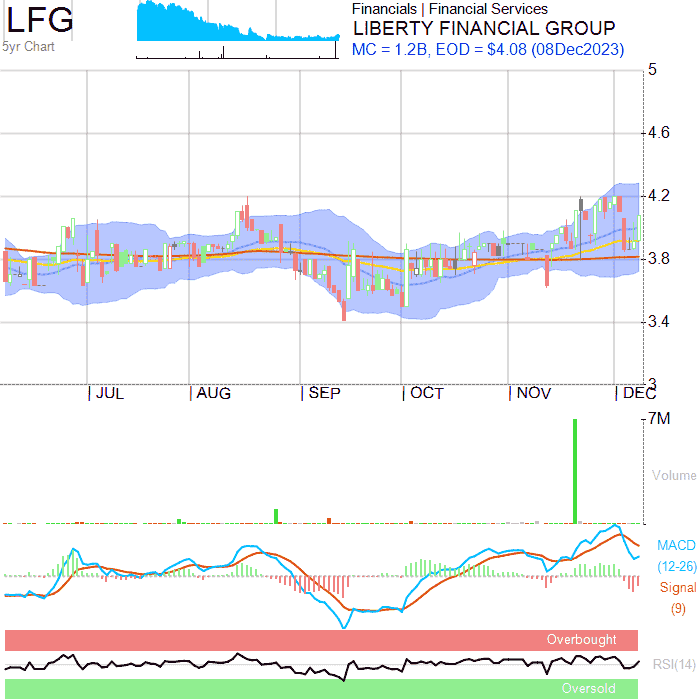 LFG
5yr Chart
Financials | Financial Services
LIBERTY FINANCIAL GROUP
MC = 1.2B, EOD = $4.08 (08Dec2023)
5
4.6
4.2
3.8
3.4
3
JUL AUG SEP OCT NOV DEC
7M
Volume
MACD
(12-26)
Signal
(9)
Overbought
RSI(14)
Oversold